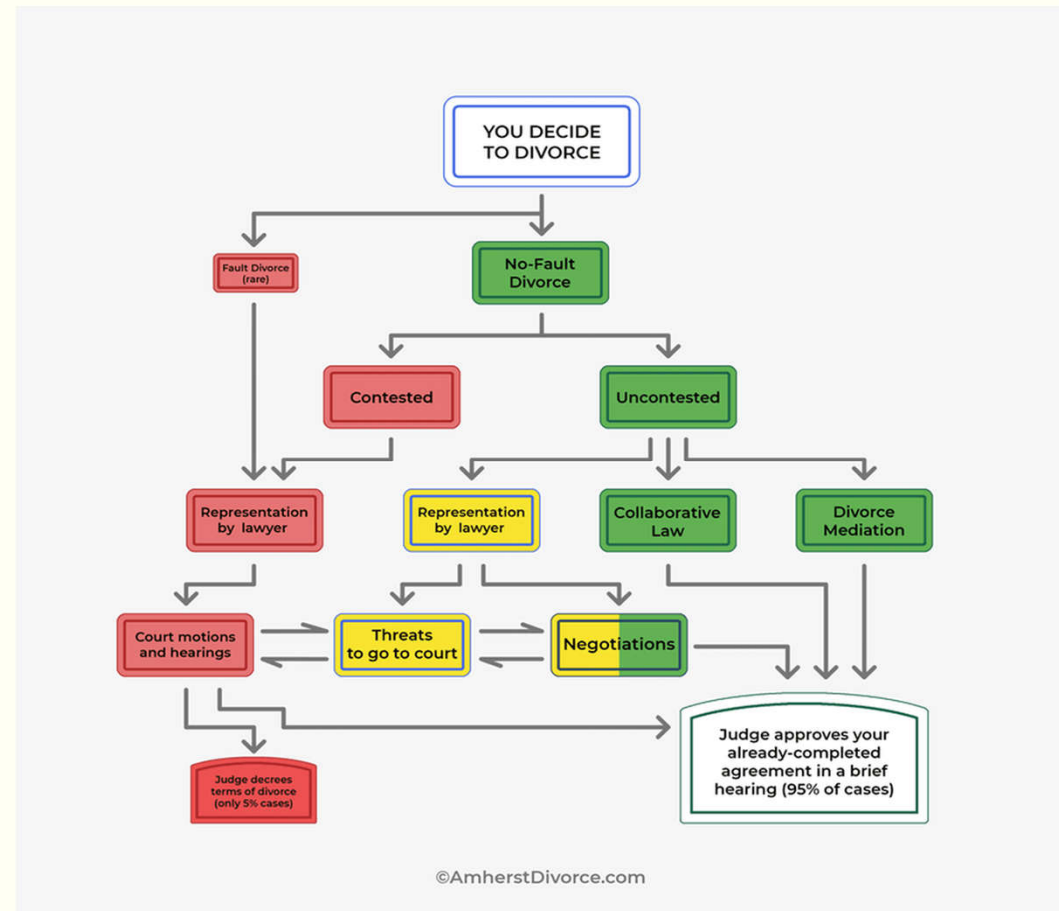 YOU DECIDE
TO DIVORCE
Fault Divorce
(rare)
No-Fault
Divorce
Contested
Uncontested
Representation
by lawyer
Representation
by lawyer
Collaborative
Law
Divorce
Mediation
Court motions
and hearings
Threats
to go to court
Negotiations
Judge decrees
terms of divorce
(only 5% cases)
Judge approves your
already-completed
agreement in a brief
hearing (95% of cases)
©AmherstDivorce.com